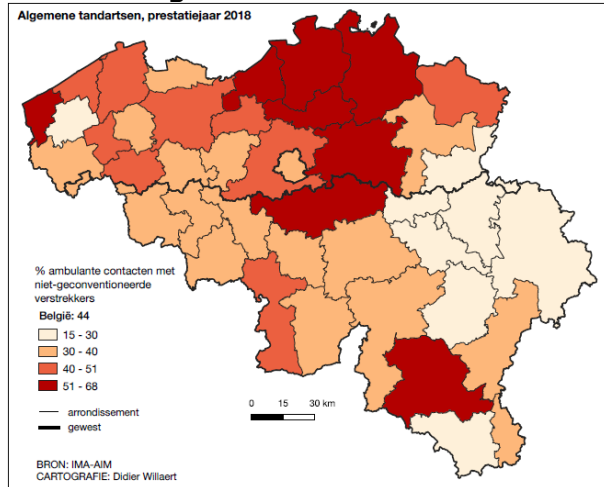 Algemene tandartsen, prestatiejaar 2018
% ambulante contacten met
niet-geconventioneerde
verstrekkers
België: 44
15 - 30
30 - 40
40 - 51
51 - 68
arrondissement
gewest
0 15 30 km
BRON: IMA-AIM
CARTOGRAFIE: Didier Willaert